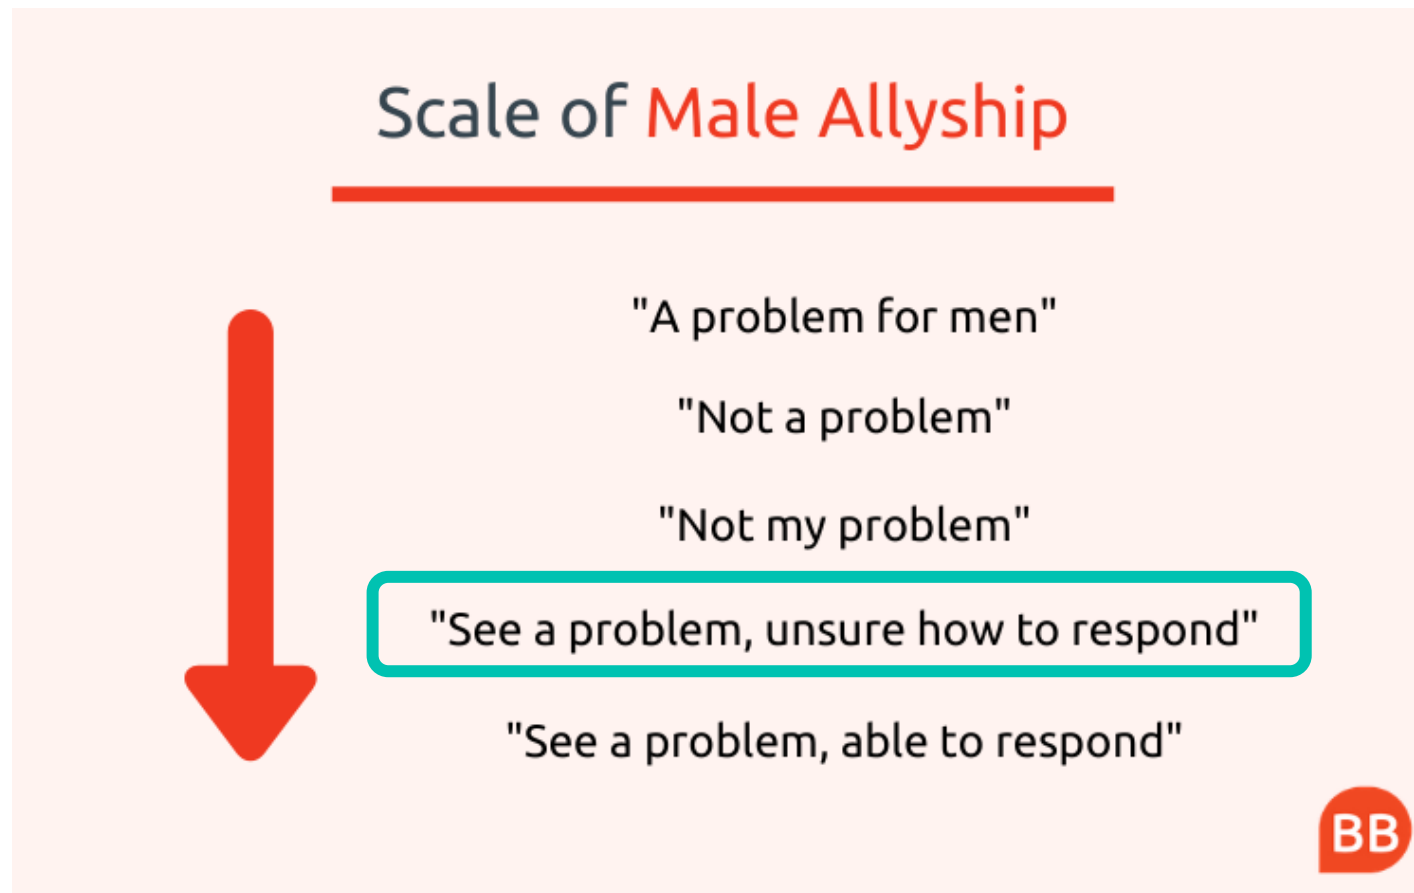 Scale of Male Allyship
"A problem for men"
"Not a problem"
"Not my problem"
"See a problem, unsure how to respond"
"See a problem, able to respond"
BB